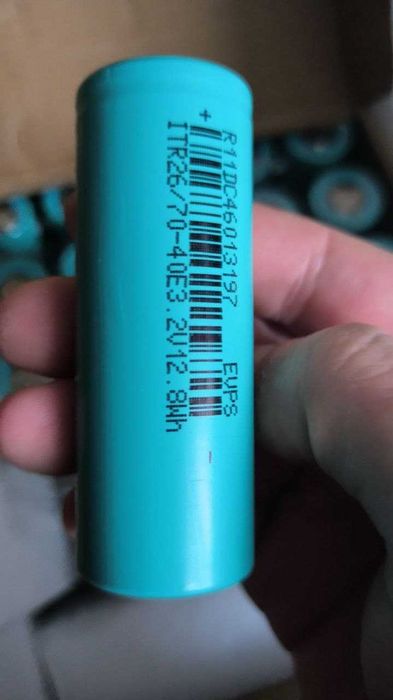 +
R11DC46013197 EVPS
ITR26/70-40E3.2V12.8Wh
-